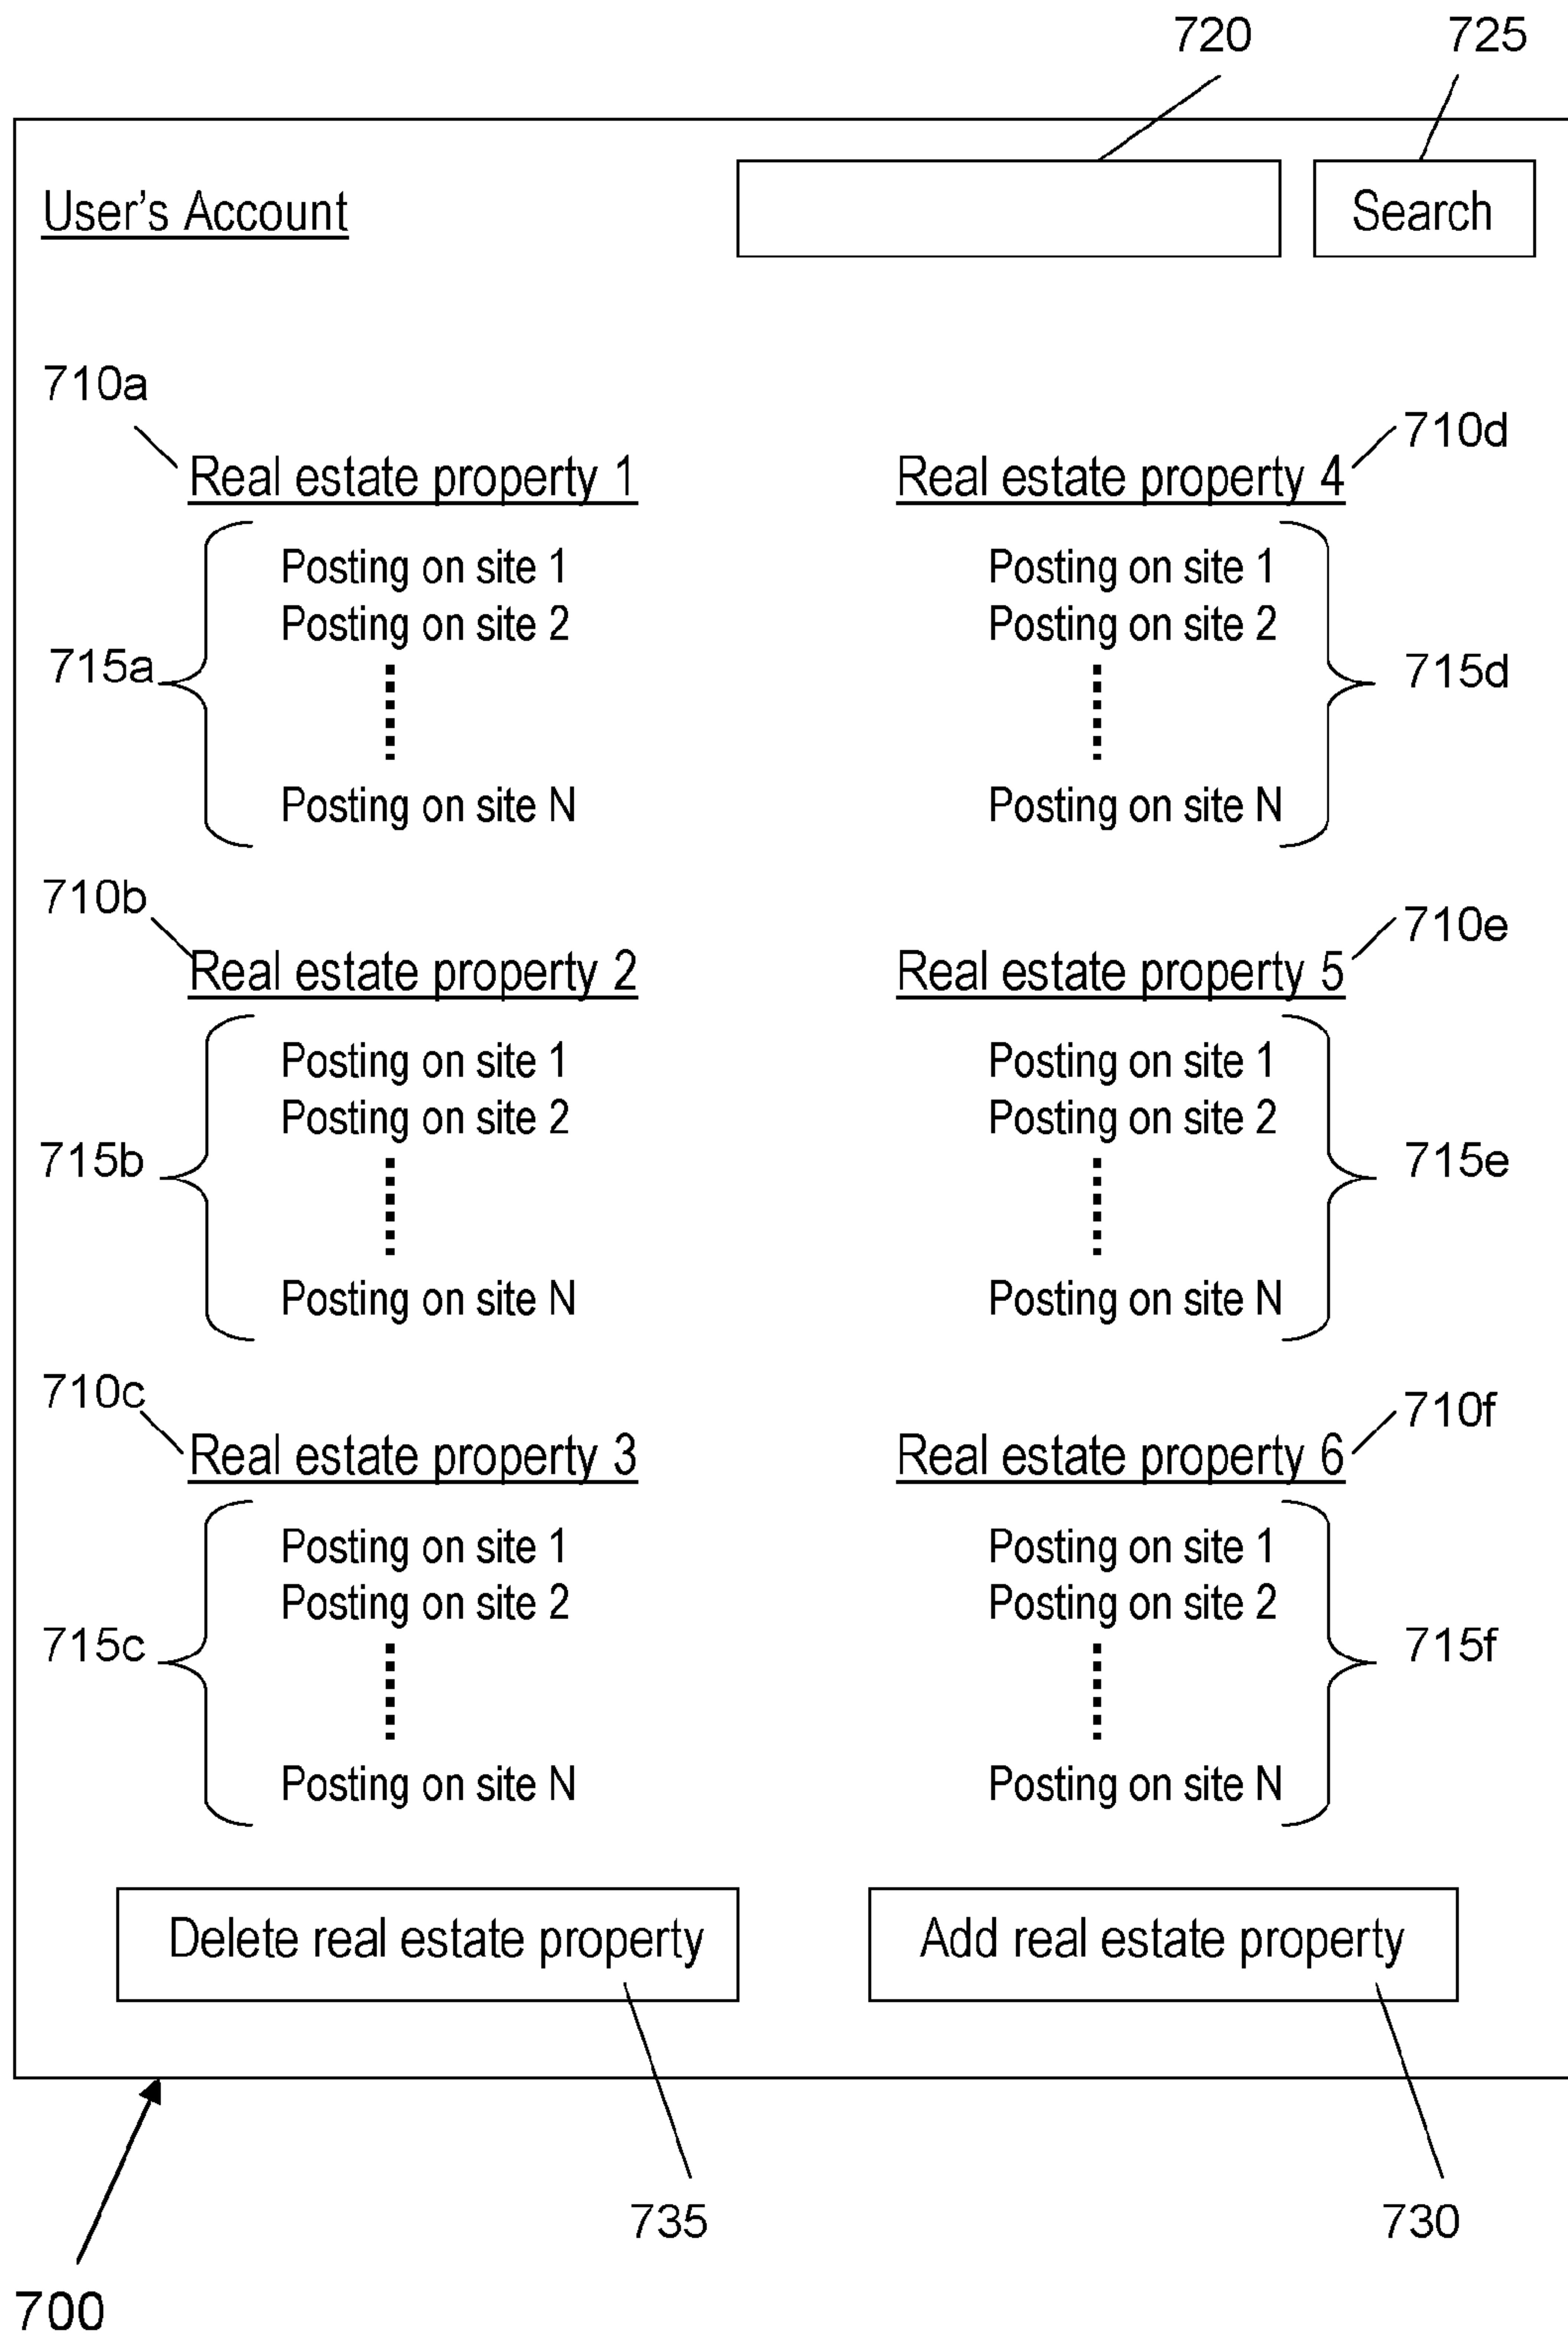 720 725
User's Account Search
710a
710d
Real estate property 1 Real estate property 4
Posting on site 1 Posting on site 1
Posting on site 2 Posting on site 2
715a 715d
Posting on site N Posting on site N
710b
710e
Real estate property 2 Real estate property 5
Posting on site 1 Posting on site 1
Posting on site 2 Posting on site 2
715b 715e
Posting on site N Posting on site N
710c
710f
Real estate property 3 Real estate property 6
Posting on site 1 Posting on site 1
Posting on site 2 Posting on site 2
715c 715f
Posting on site N Posting on site N
Delete real estate property Add real estate property
735 730
700